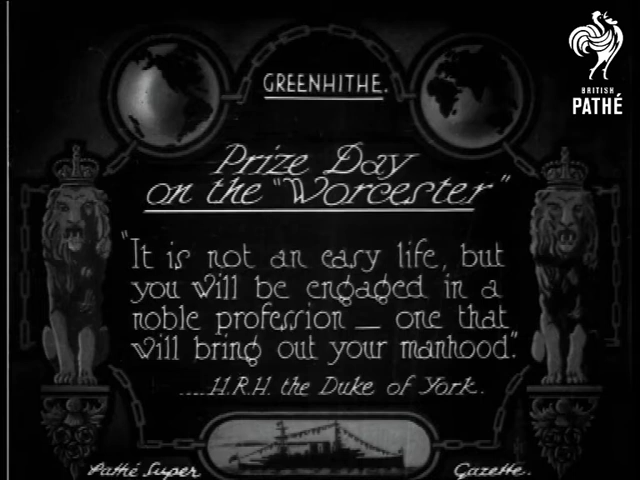 BRITISH
PATHÉ
GREENHITHE.
Prize Day
on the "Worcester"
"It is not an easy life, but
you will be engaged in a
noble profession — one that
will bring out your manhood."
....H.R.H. the Duke of York.
Pathé Super Gazette.